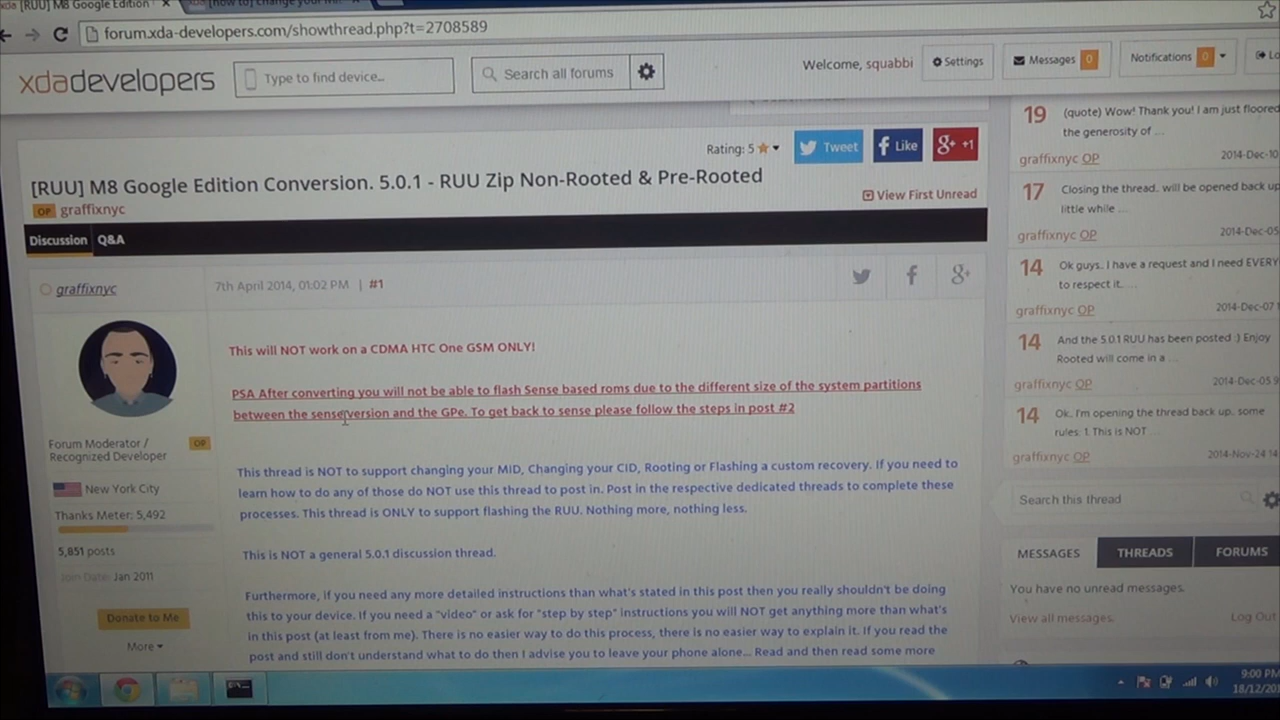 xda [RUU] M8 Google Edition
[how to] change your
forum.xda-developers.com/showthread.php?t=2708589
xdadevelopers
Type to find device...
Search all forums
Welcome, squabbi
Settings
Messages 0
Notifications 0
Lo
Rating: 5
Tweet
Like
g+ +1
[RUU] M8 Google Edition Conversion. 5.0.1 - RUU Zip Non-Rooted & Pre-Rooted
OP graffixnyc
View First Unread
Discussion Q&A
graffixnyc
7th April 2014, 01:02 PM | #1
Forum Moderator /
Recognized Developer
OP
New York City
Thanks Meter: 5,492
5,851 posts
Join Date: Jan 2011
Donate to Me
More
This will NOT work on a CDMA HTC One GSM ONLY!
PSA After converting you will not be able to flash Sense based roms due to the different size of the system partitions
between the sense version and the GPe. To get back to sense please follow the steps in post #2
This thread is NOT to support changing your MID, Changing your CID, Rooting or Flashing a custom recovery. If you need to
learn how to do any of those do NOT use this thread to post in. Post in the respective dedicated threads to complete these
processes. This thread is ONLY to support flashing the RUU. Nothing more, nothing less.
This is NOT a general 5.0.1 discussion thread.
Furthermore, if you need any more detailed instructions than what's stated in this post then you really shouldn't be doing
this to your device. If you need a "video" or ask for "step by step" instructions you will NOT get anything more than what's
in this post (at least from me). There is no easier way to do this process, there is no easier way to explain it. If you read the
post and still don't understand what to do then I advise you to leave your phone alone... Read and then read some more
19 (quote) Wow! Thank you! I am just floored
the generosity of ...
graffixnyc OP 2014-Dec-10
17 Closing the thread.. will be opened back up
little while ...
graffixnyc OP 2014-Dec-05
14 Ok guys.. I have a request and I need EVERY
to respect it. ...
graffixnyc OP 2014-Dec-07 1
14 And the 5.0.1 RUU has been posted :) Enjoy
Rooted will come in a ...
graffixnyc OP 2014-Dec-05 9
14 Ok.. I'm opening the thread back up.. some
rules: 1. This is NOT ...
graffixnyc OP 2014-Nov-24 14
Search this thread
MESSAGES THREADS FORUMS
You have no unread messages.
View all messages. Log Out
9:00 PM
18/12/20